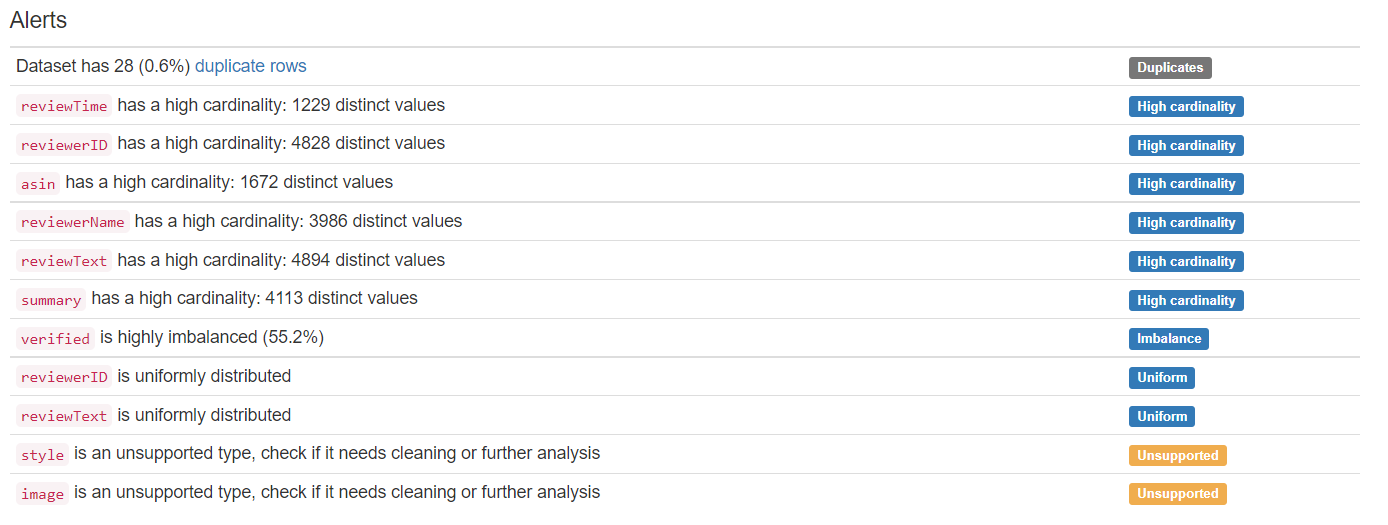 Alerts
Dataset has 28 (0.6%) duplicate rows Duplicates
reviewTime has a high cardinality: 1229 distinct values High cardinality
reviewerID has a high cardinality: 4828 distinct values High cardinality
asin has a high cardinality: 1672 distinct values High cardinality
reviewerName has a high cardinality: 3986 distinct values High cardinality
reviewText has a high cardinality: 4894 distinct values High cardinality
summary has a high cardinality: 4113 distinct values High cardinality
verified is highly imbalanced (55.2%) Imbalance
reviewerID is uniformly distributed Uniform
reviewText is uniformly distributed Uniform
style is an unsupported type, check if it needs cleaning or further analysis Unsupported
image is an unsupported type, check if it needs cleaning or further analysis Unsupported